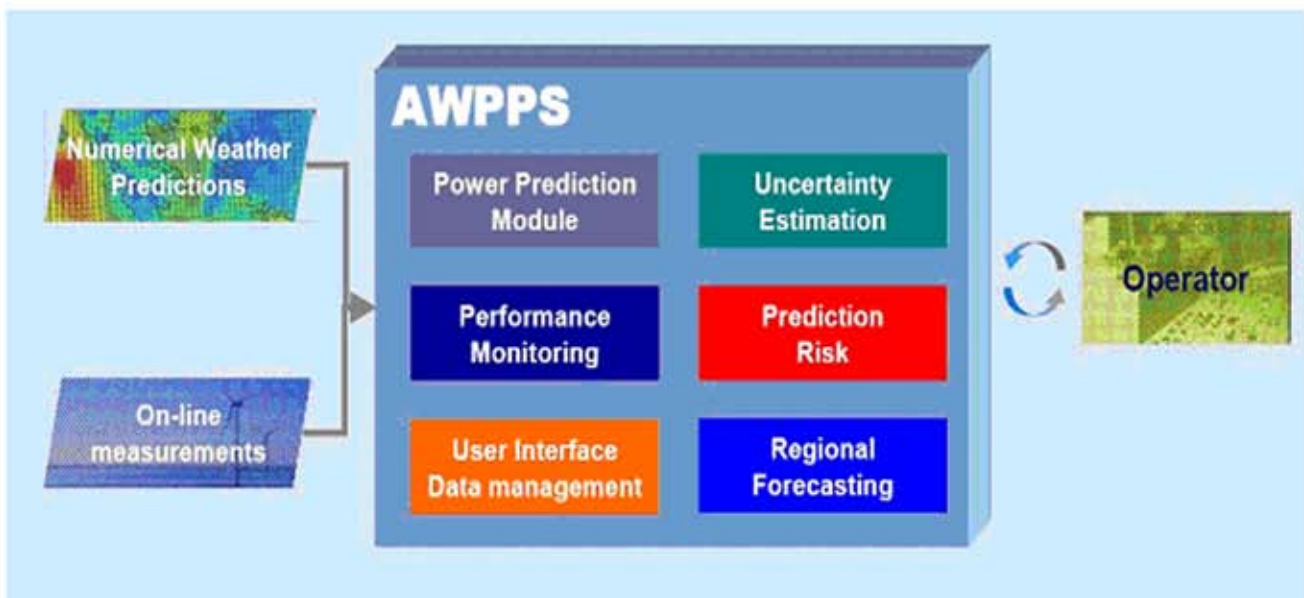 Numerical Weather
Predictions
On-line
measurements
AWPPS
Power Prediction
Module
Uncertainty
Estimation
Performance
Monitoring
Prediction
Risk
User Interface
Data management
Regional
Forecasting
Operator